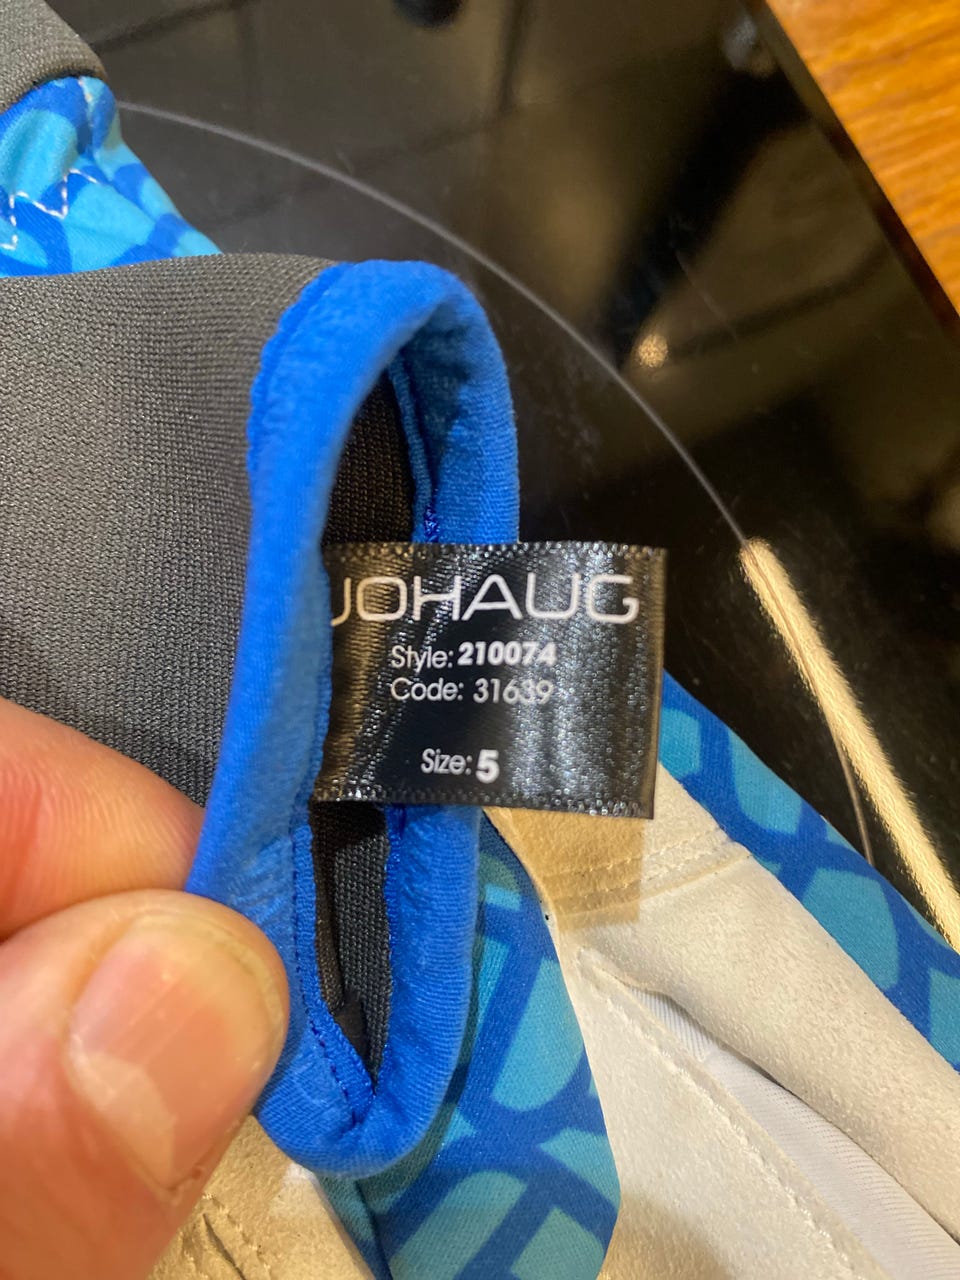 JOHAUG
Style: 210074
Code: 31639
Size: 5